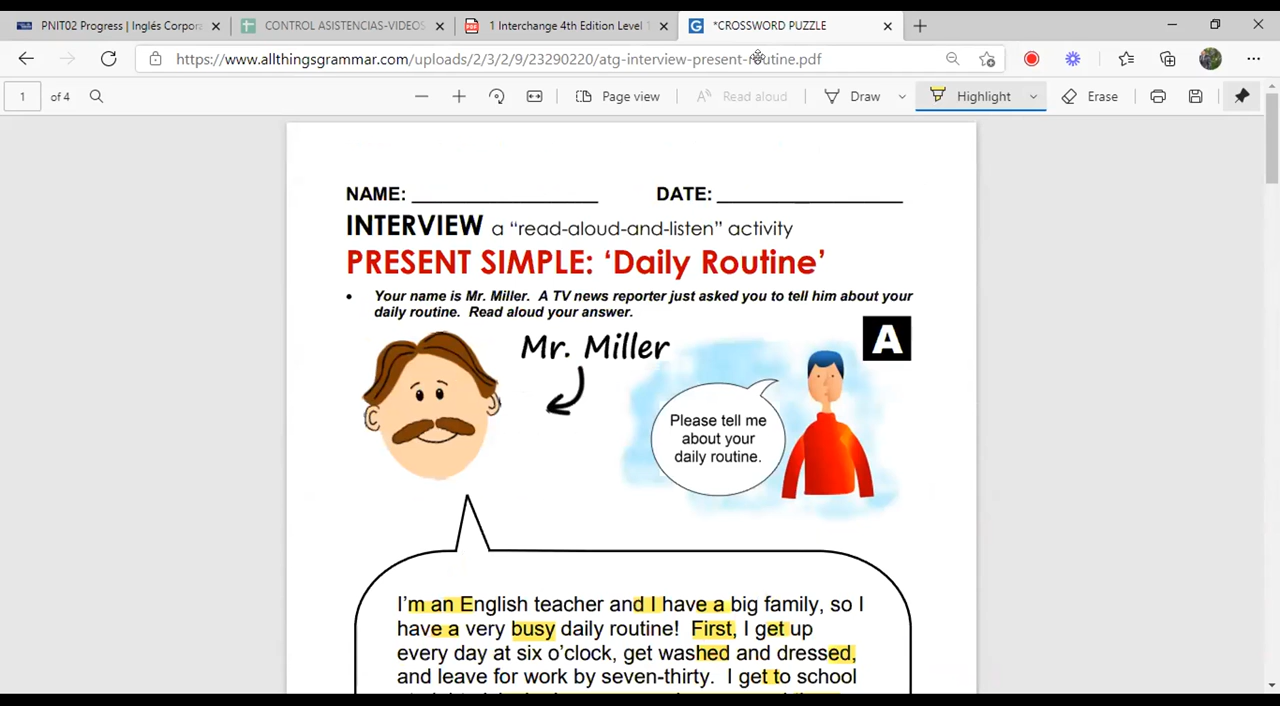 PNIT02 Progress | Inglés Corpora
CONTROL ASISTENCIAS-VIDEOS
1 Interchange 4th Edition Level 1
*CROSSWORD PUZZLE
https://www.allthingsgrammar.com/uploads/2/3/2/9/23290220/atg-interview-present-routine.pdf
1 of 4
Page view
Read aloud
Draw
Highlight
Erase
NAME: DATE:
INTERVIEW a “read-aloud-and-listen” activity
PRESENT SIMPLE: ‘Daily Routine’
• Your name is Mr. Miller. A TV news reporter just asked you to tell him about your
daily routine. Read aloud your answer.
Mr. Miller
A
Please tell me
about your
daily routine.
I’m an English teacher and I have a big family, so I
have a very busy daily routine! First, I get up
every day at six o’clock, get washed and dressed,
and leave for work by seven-thirty. I get to school